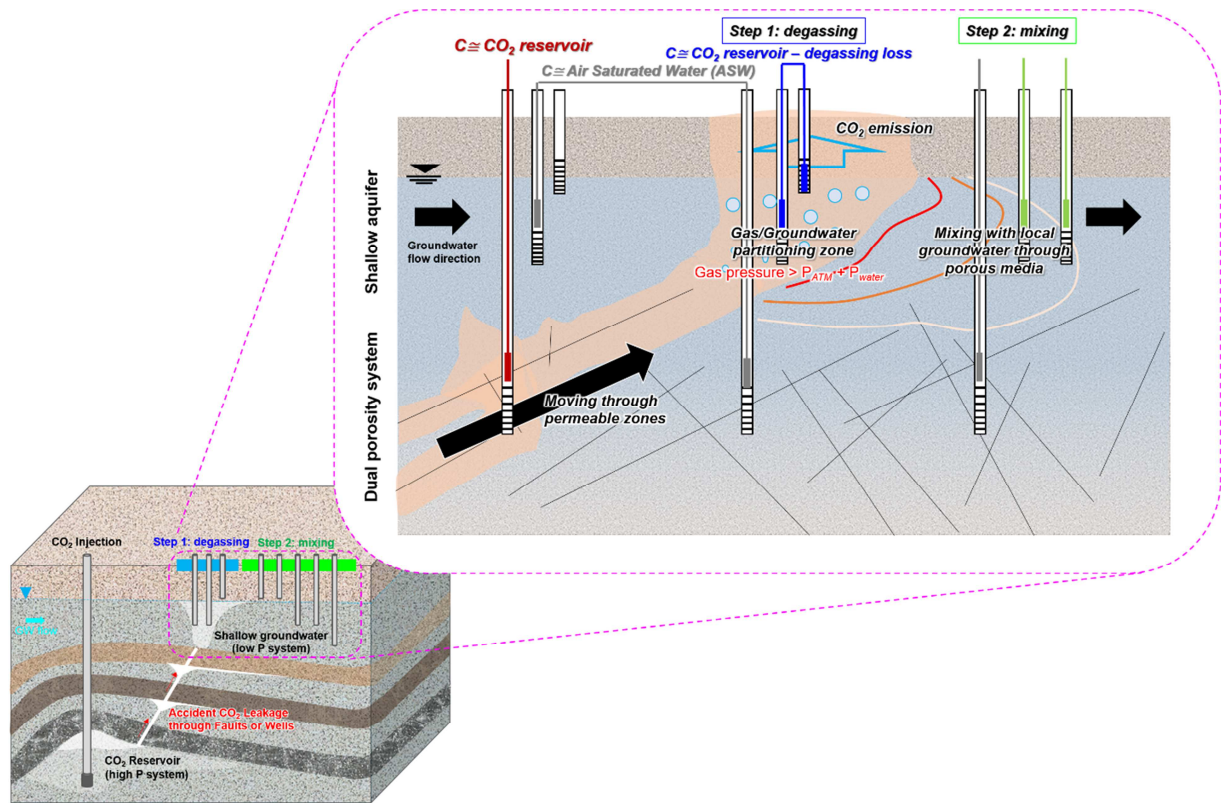 Step 1: degassing
Step 2: mixing
C≅CO₂ reservoir
C≅CO₂ reservoir – degassing loss
C≅Air Saturated Water (ASW)
CO₂ emission
Shallow aquifer
Groundwater
flow direction
Gas/Groundwater
partitioning zone
Gas pressure > P_ATM + P_water
Mixing with local
groundwater through
porous media
Dual porosity system
Moving through
permeable zones
CO₂ Injection
Step 1: degassing
Step 2: mixing
Shallow groundwater
(low P system)
Accident CO₂ Leakage
through Faults or Wells
CO₂ Reservoir
(high P system)